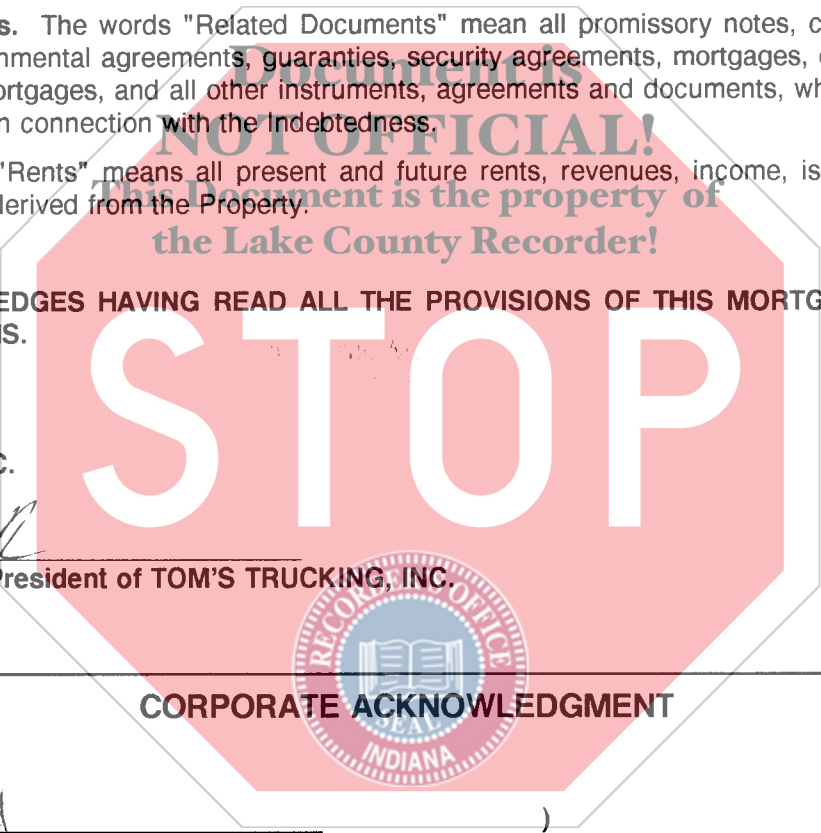 s. The words "Related Documents" mean all promissory notes, c
nmental agreements, guaranties, security agreements, mortgages,
ortgages, and all other instruments, agreements and documents, wh
n connection with the Indebtedness.
Document is
NOT OFFICIAL!
"Rents" means all present and future rents, revenues, income, is
derived from the Property.
This Document is the property of
the Lake County Recorder!
EDGES HAVING READ ALL THE PROVISIONS OF THIS MORTG
S.
STOP
C.
President of TOM'S TRUCKING, INC.
RECORDER OFFICE
CORPORATE ACKNOWLEDGMENT
SEAL
INDIANA
)